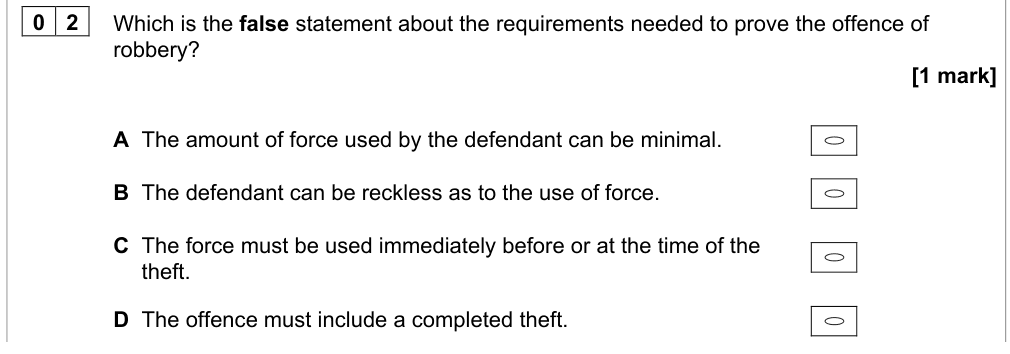 0 2 Which is the false statement about the requirements needed to prove the offence of
robbery?
[1 mark]
A The amount of force used by the defendant can be minimal.
B The defendant can be reckless as to the use of force.
C The force must be used immediately before or at the time of the
theft.
D The offence must include a completed theft.